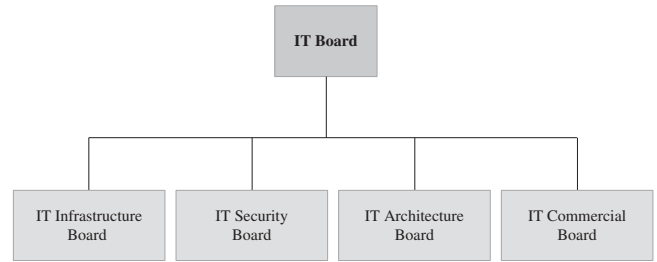 IT Board
IT Infrastructure
Board
IT Security
Board
IT Architecture
Board
IT Commercial
Board